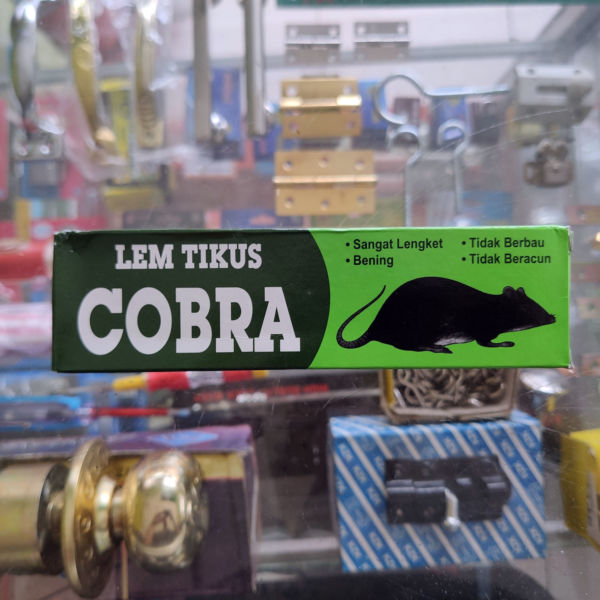 LEM TIKUS
COBRA
• Sangat Lengket
• Bening
• Tidak Berbau
• Tidak Beracun